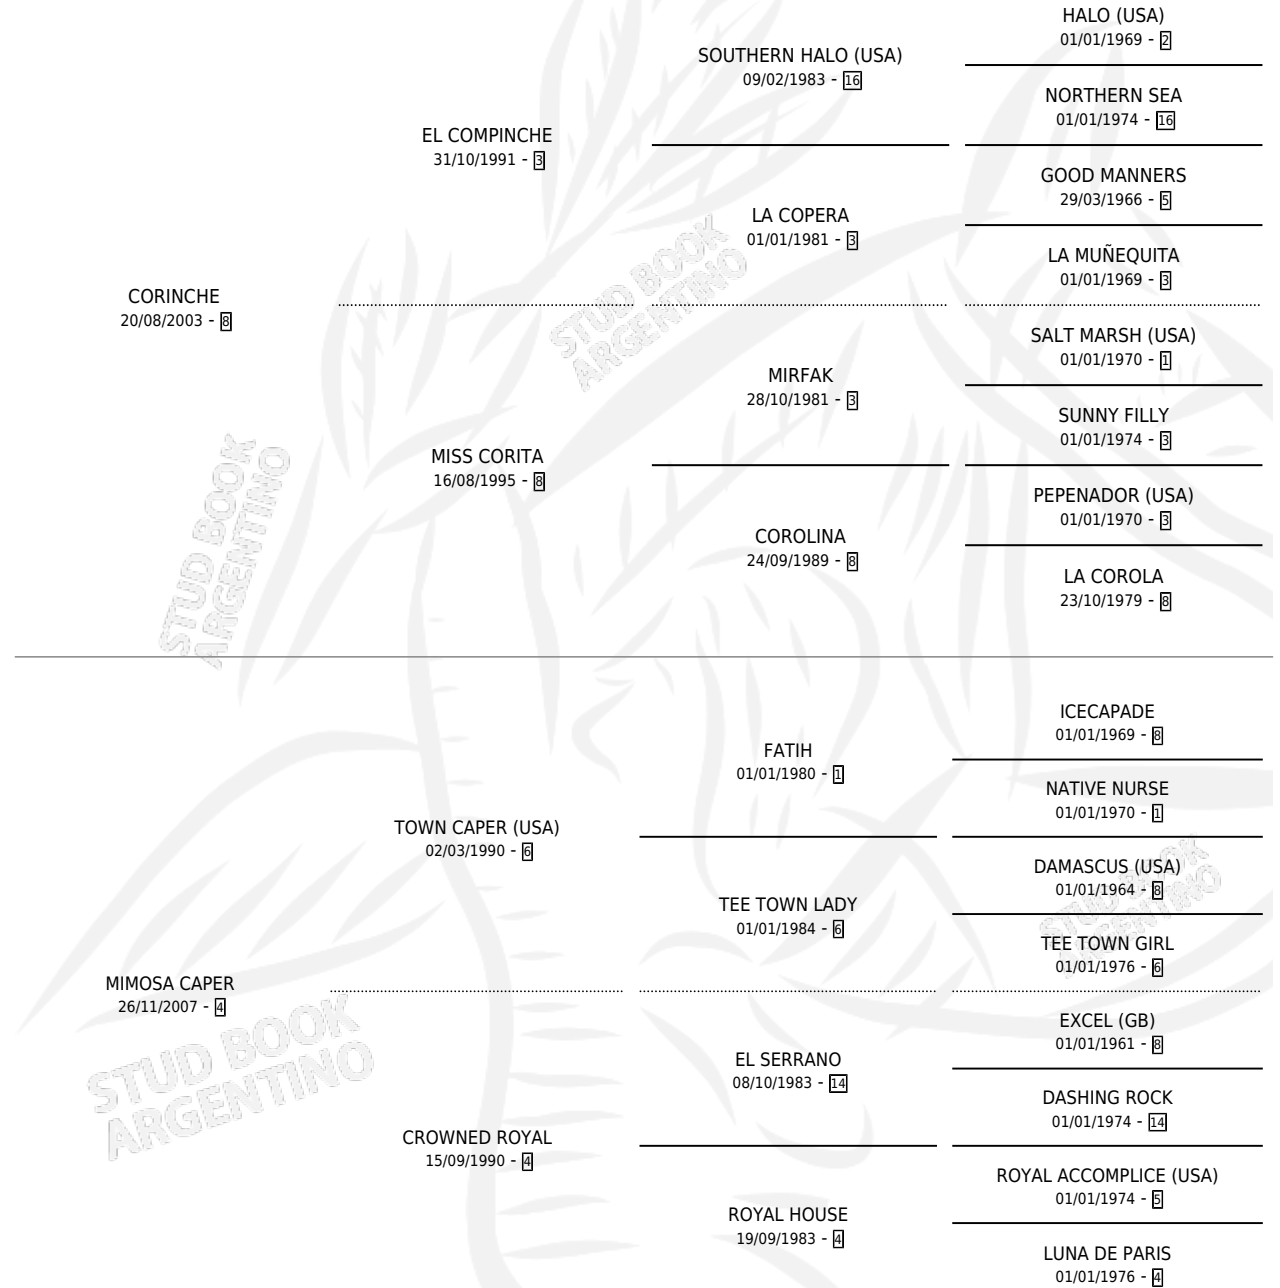 HALO (USA)
01/01/1969 - 2
SOUTHERN HALO (USA)
09/02/1983 - 16
NORTHERN SEA
01/01/1974 - 16
EL COMPINCHE
31/10/1991 - 3
GOOD MANNERS
29/03/1966 - 5
LA COPERA
01/01/1981 - 3
LA MUÑEQUITA
01/01/1969 - 3
CORINCHE
20/08/2003 - 8
SALT MARSH (USA)
01/01/1970 - 1
MIRFAK
28/10/1981 - 3
SUNNY FILLY
01/01/1974 - 3
MISS CORITA
16/08/1995 - 8
PEPENADOR (USA)
01/01/1970 - 3
COROLINA
24/09/1989 - 8
LA COROLA
23/10/1979 - 8
STUD BOOK
ARGENTINO
STUD BOOK
ARGENTINO
ICECAPADE
01/01/1969 - 8
FATIH
01/01/1980 - 1
NATIVE NURSE
01/01/1970 - 1
TOWN CAPER (USA)
02/03/1990 - 6
DAMASCUS (USA)
01/01/1964 - 8
TEE TOWN LADY
01/01/1984 - 6
TEE TOWN GIRL
01/01/1976 - 6
MIMOSA CAPER
26/11/2007 - 4
EXCEL (GB)
01/01/1961 - 8
EL SERRANO
08/10/1983 - 14
DASHING ROCK
01/01/1974 - 14
CROWNED ROYAL
15/09/1990 - 4
ROYAL ACCOMPLICE (USA)
01/01/1974 - 5
ROYAL HOUSE
19/09/1983 - 4
LUNA DE PARIS
01/01/1976 - 4
STUD BOOK
ARGENTINO
STUD BOOK
ARGENTINO